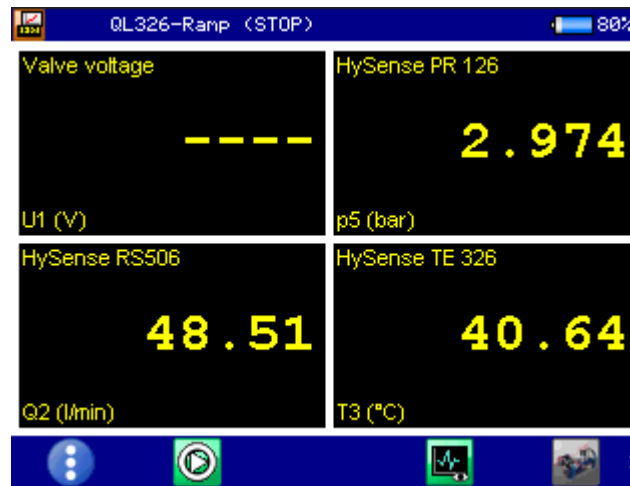 QL326-Ramp (STOP)
80%
Valve voltage
----
U1 (V)
HySense PR 126
2.974
p5 (bar)
HySense RS506
48.51
Q2 (l/min)
HySense TE 326
40.64
T3 (°C)